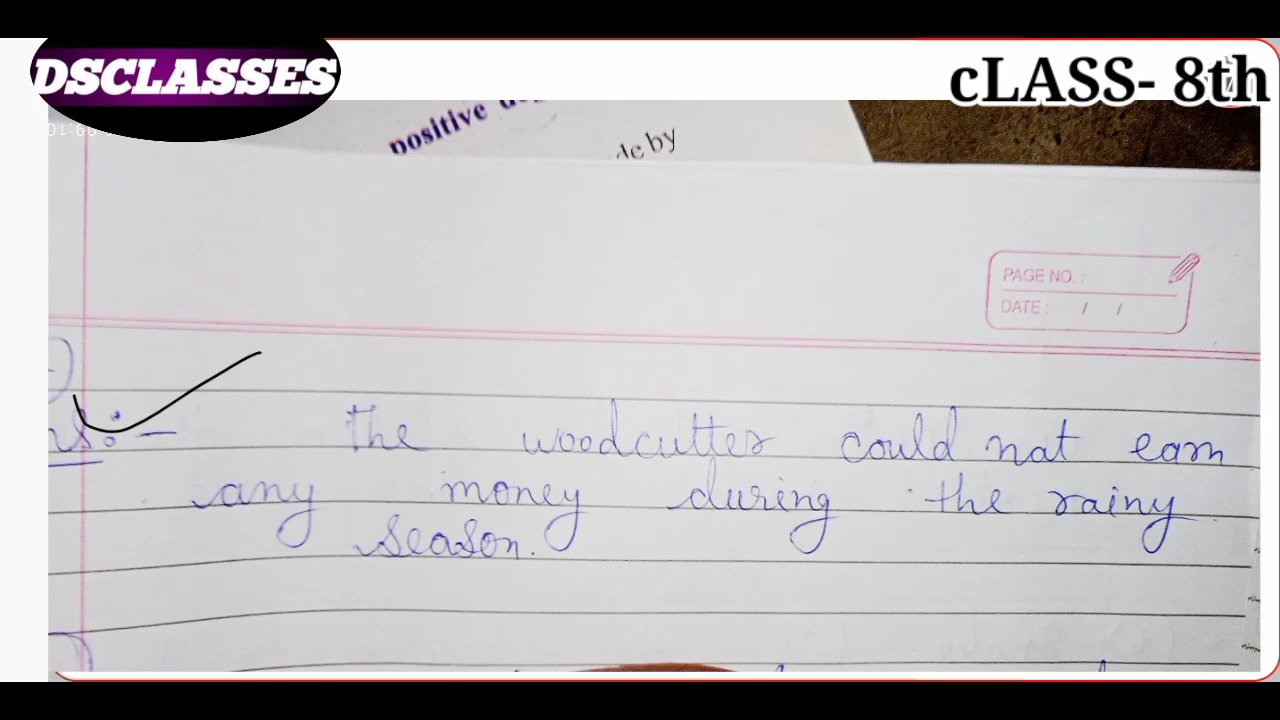 DSCLASSES
cLASS- 8th
positive
by
PAGE NO. :
DATE : / /
The woodcutter could not earn
any money during the rainy
season.